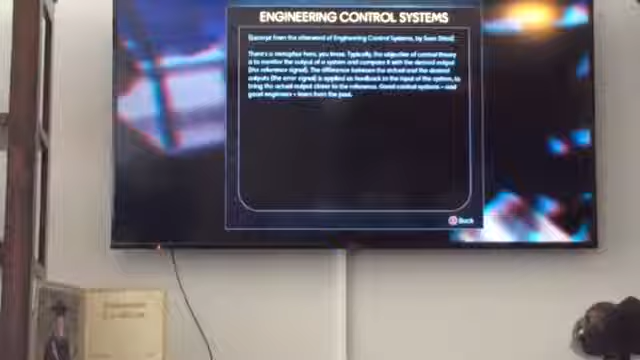 ENGINEERING CONTROL SYSTEMS
[Excerpt from the afterword of Engineering Control Systems, by Sven
There's a metaphor here, you know. Typically, the objective of control theory
is to monitor the output of a system and compare it with the desired output
(the reference signal). The difference between the actual and the desired
outputs (the error signal) is applied as feedback to the input of the system, to
bring the actual output closer to the reference. Good control systems - and
good engineers - learn from the past.
Back